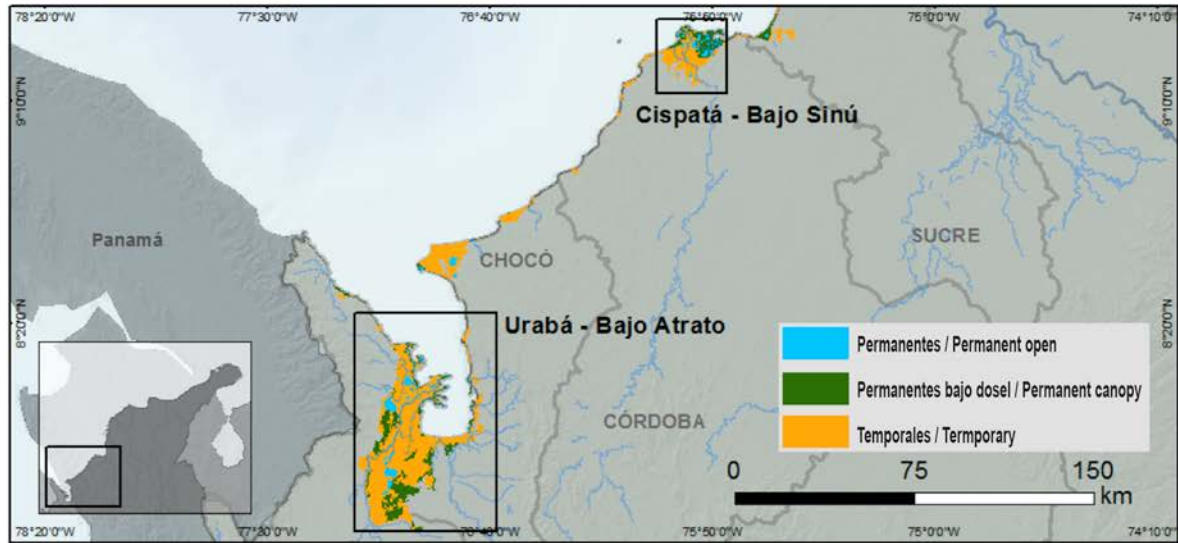 78°20'0"W 77°30'0"W 76°40'0"W 75°50'0"W 75°0'0"W 74°10'0"W
9°10'0"N
9°10'0"N
Cispatá - Bajo Sinú
Panamá
CHOCÓ
SUCRE
8°20'0"N
8°20'0"N
Urabá - Bajo Atrato
CÓRDOBA
Permanentes / Permanent open
Permanentes bajo dosel / Permanent canopy
Temporales / Termporary
0 75 150
km
78°20'0"W 77°30'0"W 76°40'0"W 75°50'0"W 75°0'0"W 74°10'0"W